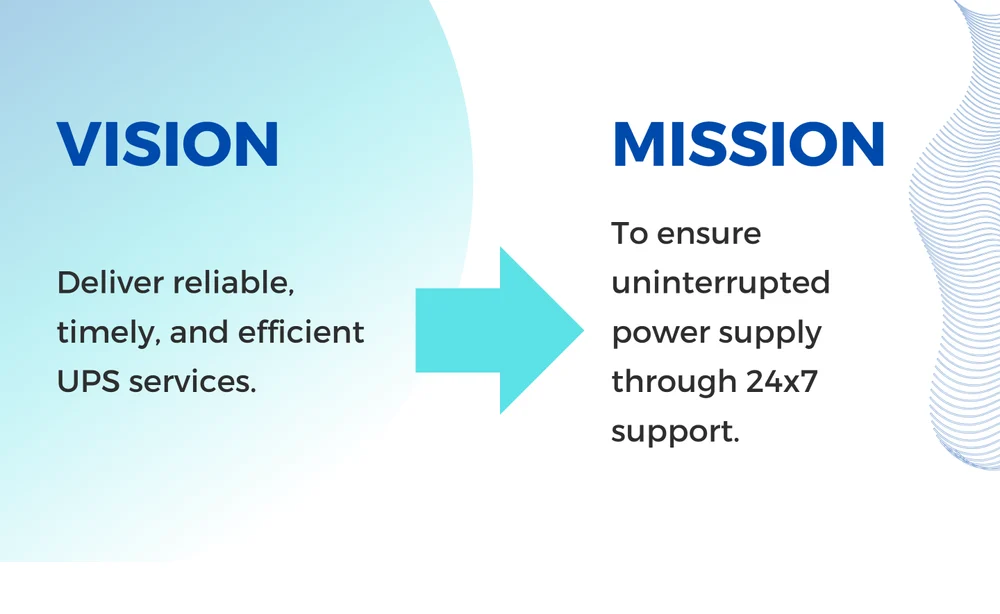 VISION
Deliver reliable,
timely, and efficient
UPS services.
MISSION
To ensure
uninterrupted
power supply
through 24x7
support.